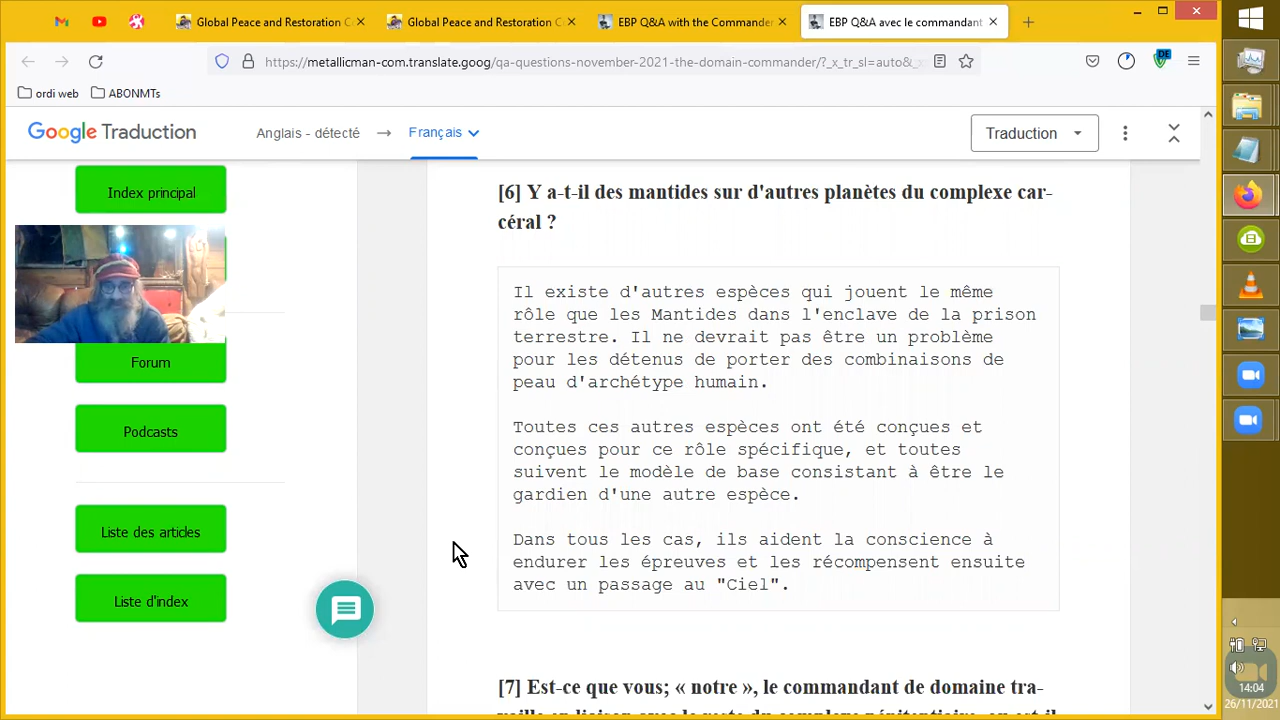 Global Peace and Restoration C
Global Peace and Restoration C
EBP Q&A with the Commander
EBP Q&A avec le commandant
https://metallicman-com.translate.goog/qa-questions-november-2021-the-domain-commander/?_x_tr_sl=auto&
ordi web
ABONMTs
Google Traduction
Anglais - détecté
Français
Traduction
Index principal
Forum
Podcasts
Liste des articles
Liste d'index
[6] Y a-t-il des mantides sur d'autres planètes du complexe car-
céral ?
Il existe d'autres espèces qui jouent le même
rôle que les Mantides dans l'enclave de la prison
terrestre. Il ne devrait pas être un problème
pour les détenus de porter des combinaisons de
peau d'archétype humain.
Toutes ces autres espèces ont été conçues et
conçues pour ce rôle spécifique, et toutes
suivent le modèle de base consistant à être le
gardien d'une autre espèce.
Dans tous les cas, ils aident la conscience à
endurer les épreuves et les récompensent ensuite
avec un passage au "Ciel".
[7] Est-ce que vous; « notre », le commandant de domaine tra-
DE
14:04
26/11/2021